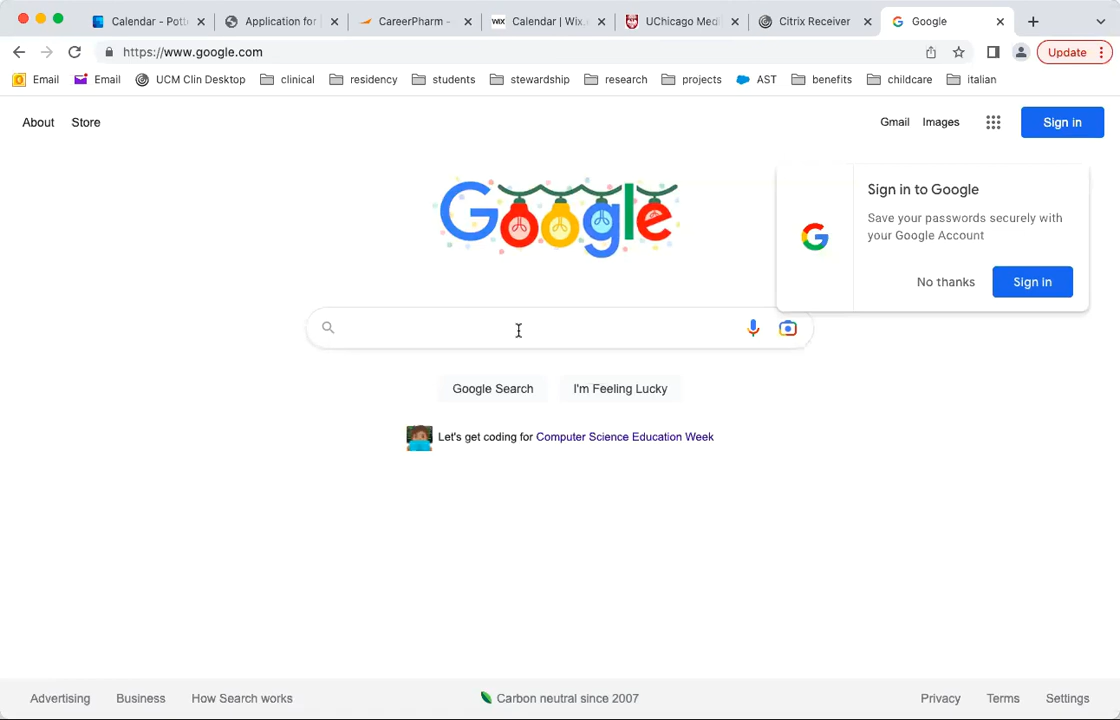 Calendar - Pott Application for CareerPharm - WIX Calendar | Wix. UChicago Medi Citrix Receiver Google
https://www.google.com Update
Email Email UCM Clin Desktop clinical residency students stewardship research projects AST benefits childcare italian
About Store Gmail Images Sign in
Google
Sign in to Google
Save your passwords securely with
your Google Account
No thanks Sign in
Google Search I'm Feeling Lucky
Let's get coding for Computer Science Education Week
Advertising Business How Search works Carbon neutral since 2007 Privacy Terms Settings